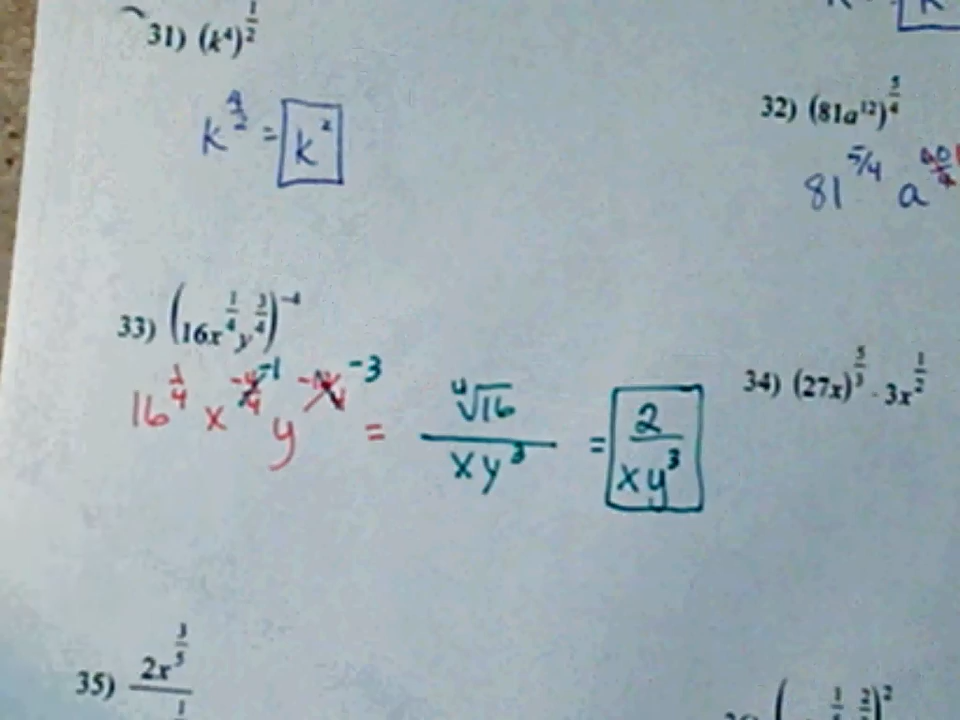 31) (k⁴)^(1/2)
k^(4/2) = k²
32) (81a¹²)^(5/4)
81^(5/4) a
33) (16x^(1/4) y^(3/4))^-4
16^(1/4) x^(-4/4) -1 y -3 = ⁴√16 / xy³ = 2 / xy³
34) (27x)^(5/3) · 3x^(1/2)
35) 2x^(3/5)